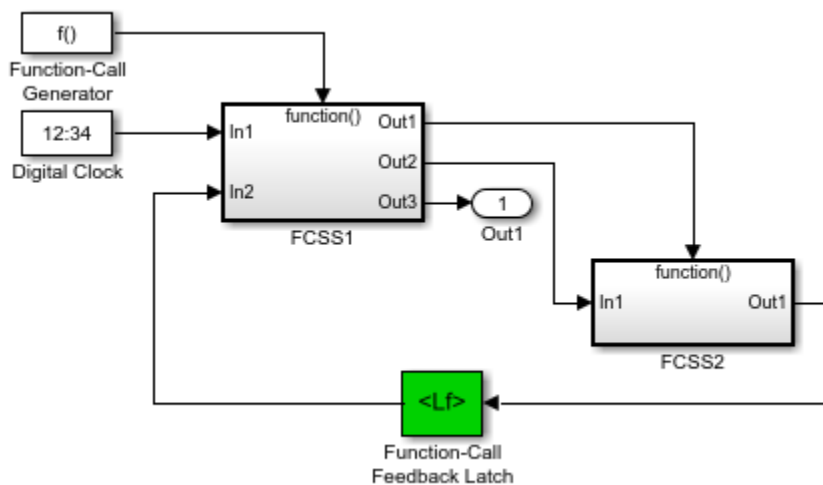 f()
Function-Call
Generator
12:34
Digital Clock
function()
In1
In2
Out1
Out2
Out3
FCSS1
1
Out1
function()
In1
Out1
FCSS2
<Lf>
Function-Call
Feedback Latch